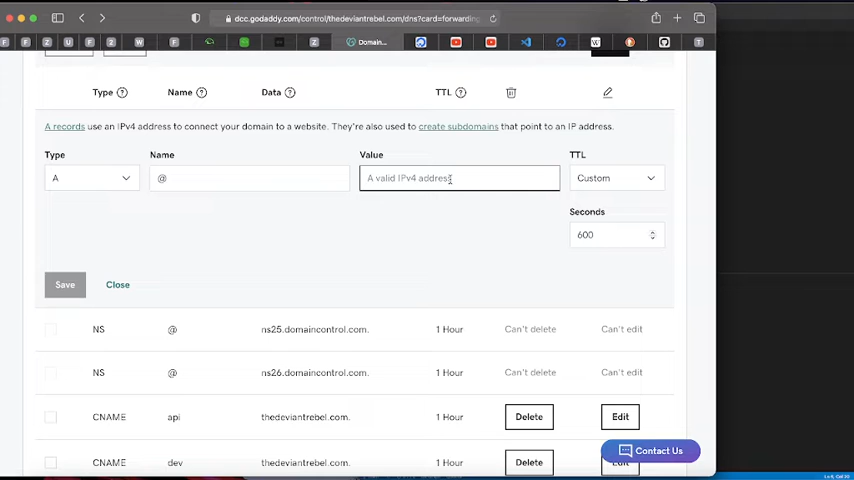 dcc.godaddy.com/control/thedeviantrebel.com/dns?card=forwarding
F F Z U F Z W F Z Domain... W T
Type ? Name ? Data ? TTL ?
A records use an IPv4 address to connect your domain to a website. They're also used to create subdomains that point to an IP address.
Type Name Value TTL
A @ A valid IPv4 address Custom
Seconds
600
Save Close
NS @ ns25.domaincontrol.com. 1 Hour Can't delete Can't edit
NS @ ns26.domaincontrol.com. 1 Hour Can't delete Can't edit
CNAME api thedeviantrebel.com. 1 Hour Delete Edit
CNAME dev thedeviantrebel.com. 1 Hour Delete Edit
Contact Us